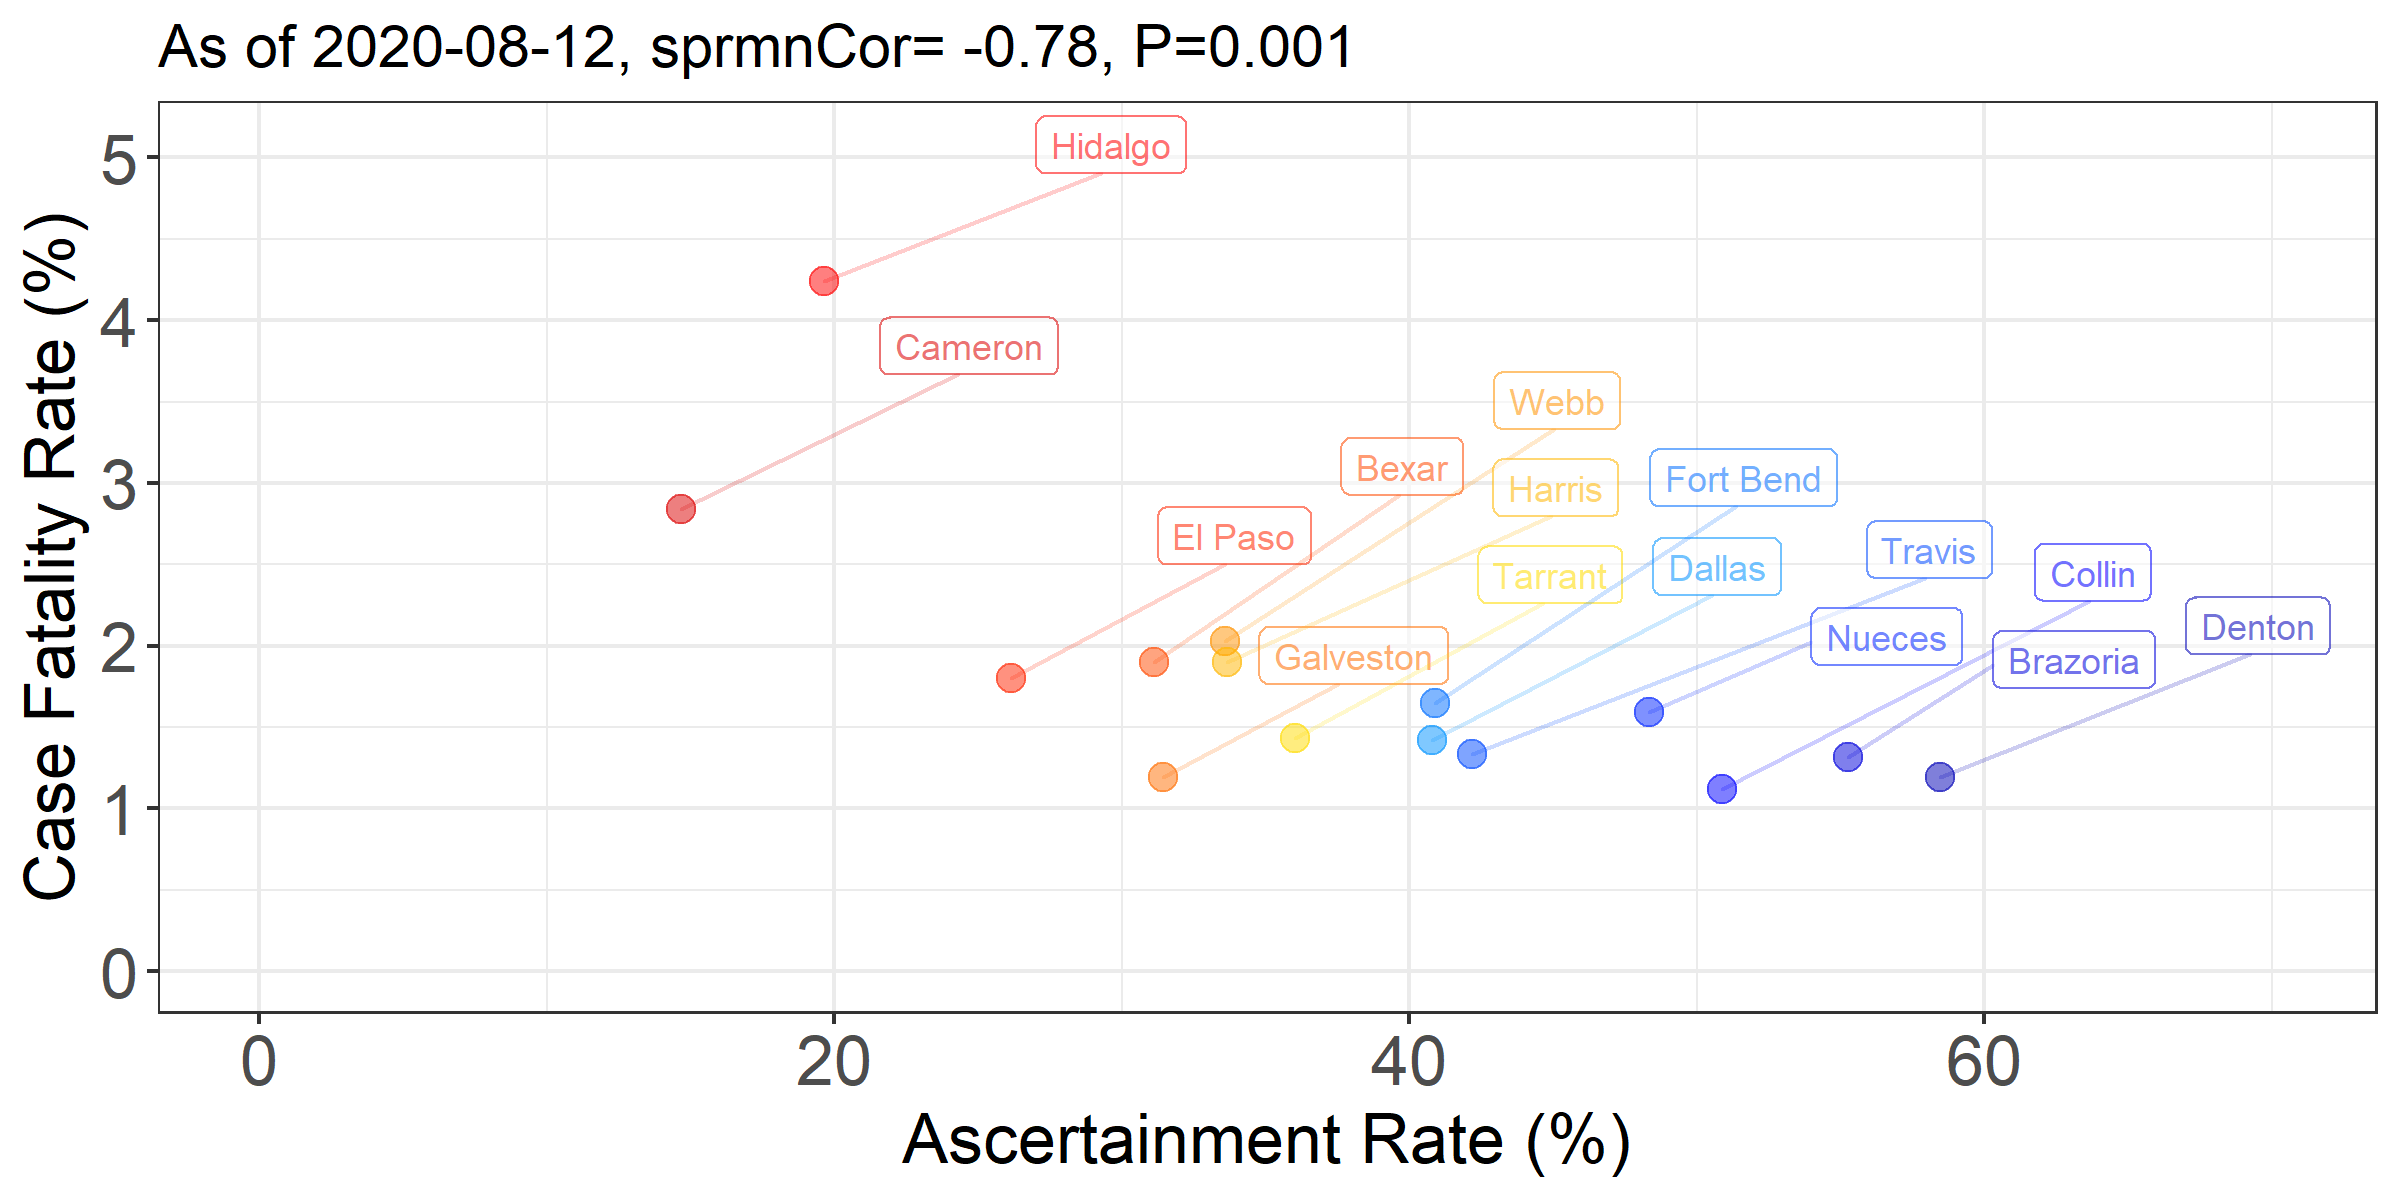 As of 2020-08-12, sprmnCor= -0.78, P=0.001
Case Fatality Rate (%)
5
4
3
2
1
0
Hidalgo
Cameron
Webb
Bexar
Harris
Fort Bend
El Paso
Tarrant
Dallas
Travis
Collin
Galveston
Nueces
Brazoria
Denton
0 20 40 60
Ascertainment Rate (%)